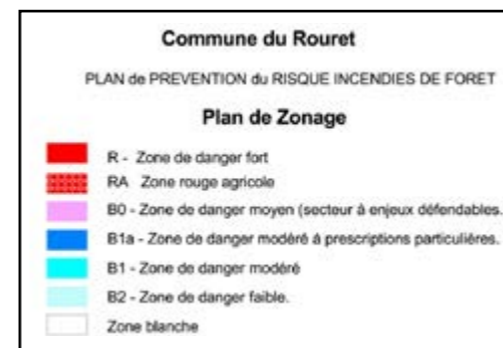 Commune du Rouret
PLAN de PREVENTION du RISQUE INCENDIES DE FORET
Plan de Zonage
R - Zone de danger fort
RA Zone rouge agricole
B0 - Zone de danger moyen (secteur à enjeux défendables.
B1a - Zone de danger modéré à prescriptions particulières.
B1 - Zone de danger modéré
B2 - Zone de danger faible.
Zone blanche